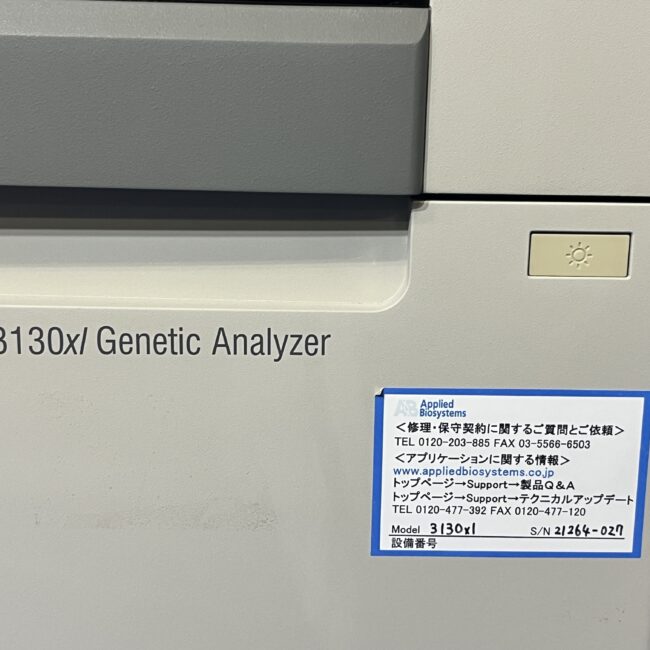 3130xl Genetic Analyzer
AB Applied
Biosystems
＜修理・保守契約に関するご質問とご依頼＞
TEL 0120-203-885 FAX 03-5566-6503
＜アプリケーションに関する情報＞
www.appliedbiosystems.co.jp
トップページ→Support→製品Q＆A
トップページ→Support→テクニカルアップデート
TEL 0120-477-392 FAX 0120-477-120
Model 3130xl S/N 21264-027
設備番号